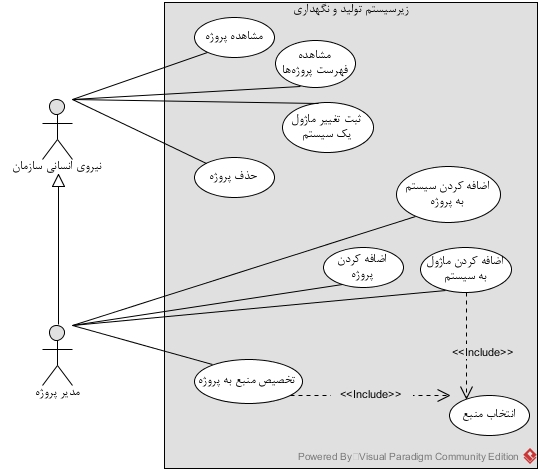 زیرسیستم تولید و نگهداری
مشاهده پروژه
مشاهده
فهرست پروژه‌ها
ثبت تغییر ماژول
یک سیستم
نیروی انسانی سازمان
حذف پروژه
اضافه کردن سیستم
به پروژه
اضافه کردن
پروژه
اضافه کردن ماژول
به سیستم
<<Include>>
مدیر پروژه
تخصیص منبع به پروژه
<<Include>>
انتخاب منبع
Powered By Visual Paradigm Community Edition